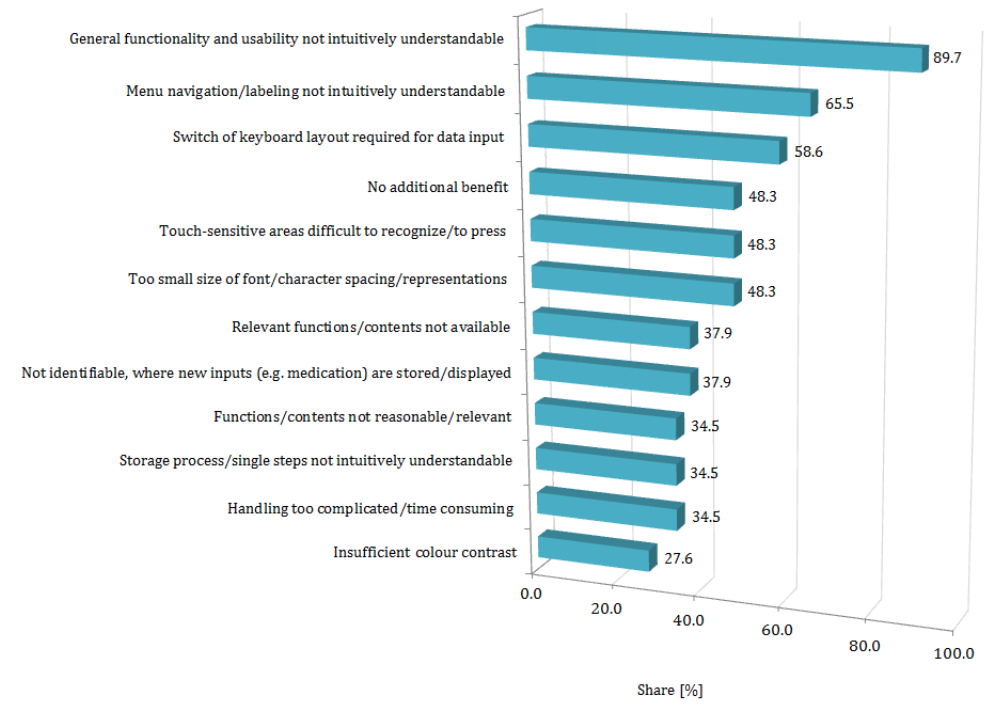 General functionality and usability not intuitively understandable 89.7
Menu navigation/labeling not intuitively understandable 65.5
Switch of keyboard layout required for data input 58.6
No additional benefit 48.3
Touch-sensitive areas difficult to recognize/to press 48.3
Too small size of font/character spacing/representations 48.3
Relevant functions/contents not available 37.9
Not identifiable, where new inputs (e.g. medication) are stored/displayed 37.9
Functions/contents not reasonable/relevant 34.5
Storage process/single steps not intuitively understandable 34.5
Handling too complicated/time consuming 34.5
Insufficient colour contrast 27.6
0.0 20.0 40.0 60.0 80.0 100.0
Share [%]